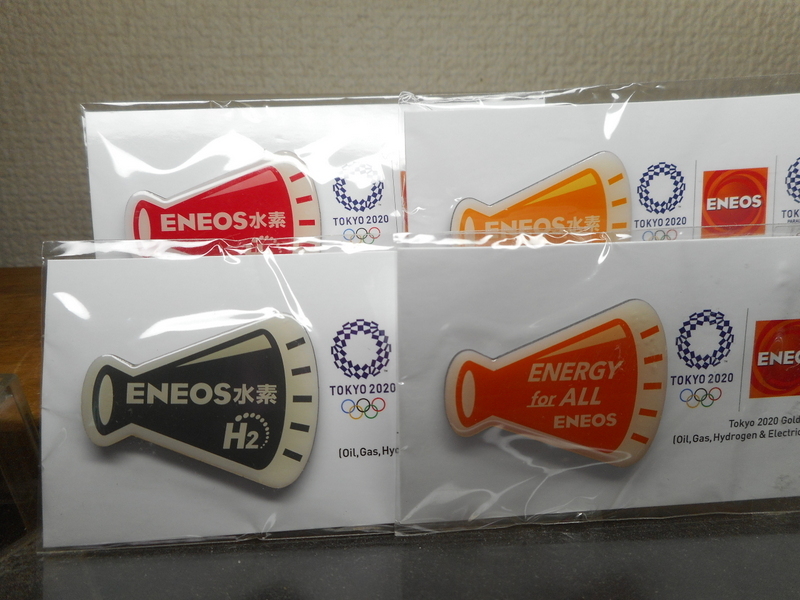 ENEOS水素
TOKYO 2020
ENEOS水素
TOKYO 2020
ENEOS
ENEOS水素
H2
TOKYO 2020
(Oil, Gas, Hyd
ENERGY
for ALL
ENEOS
TOKYO 2020
ENEO
Tokyo 2020 Gold
(Oil, Gas, Hydrogen & Electric